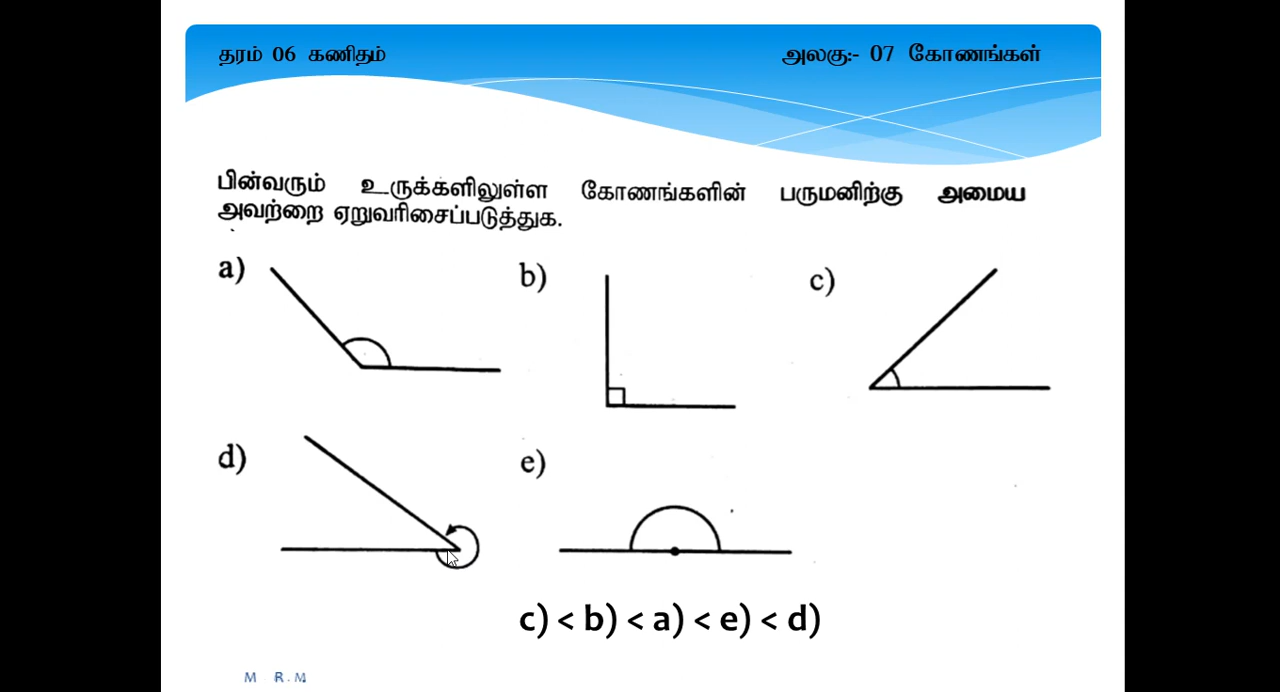 தரம் 06 கணிதம் அலகு:- 07 கோணங்கள்
பின்வரும் உருக்களிலுள்ள கோணங்களின் பருமனிற்கு அமைய
அவற்றை ஏறுவரிசைப்படுத்துக.
a) b) c)
d) e)
c) < b) < a) < e) < d)
M R.M